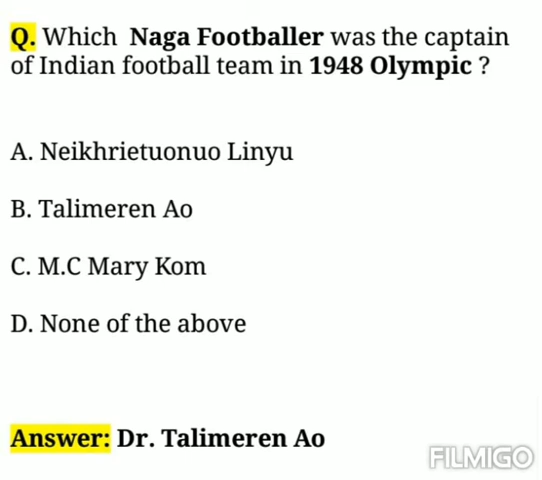 Q. Which Naga Footballer was the captain
of Indian football team in 1948 Olympic ?
A. Neikhrietuonuo Linyu
B. Talimeren Ao
C. M.C Mary Kom
D. None of the above
Answer: Dr. Talimeren Ao
FILMIGO